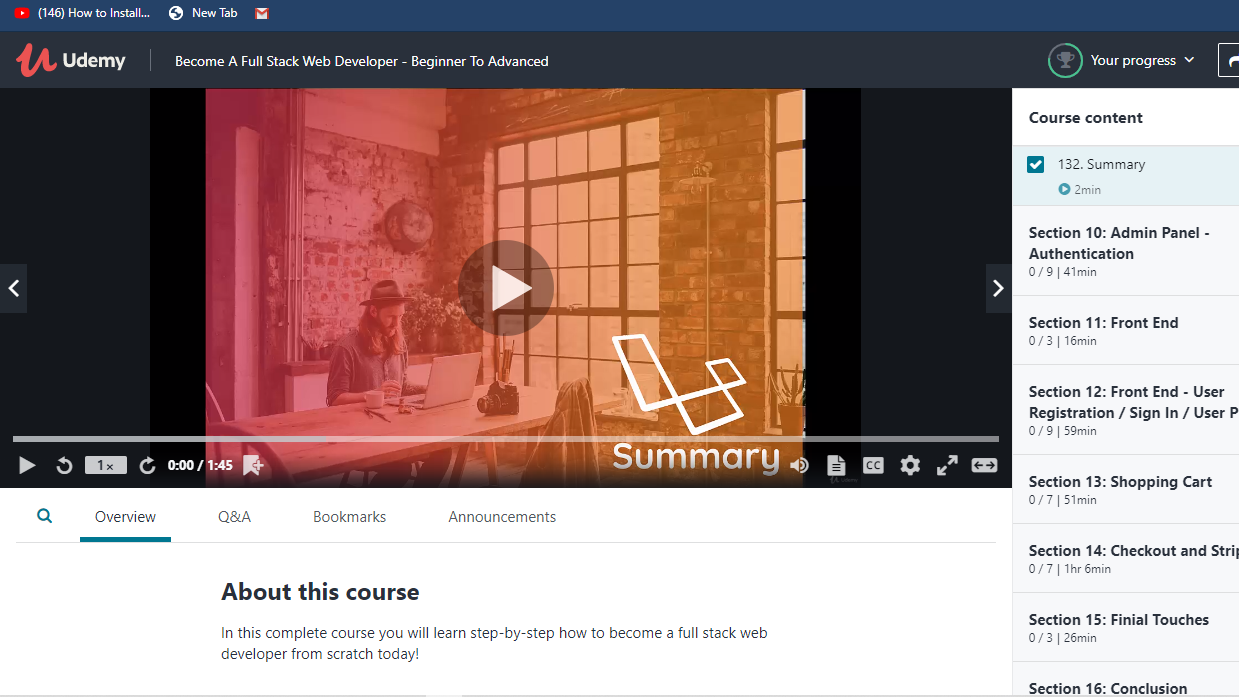 (146) How to Install...
New Tab
Udemy
Become A Full Stack Web Developer - Beginner To Advanced
Your progress
Summary
1x
0:00 / 1:45
CC
Course content
132. Summary
2min
Section 10: Admin Panel -
Authentication
0 / 9 | 41min
Section 11: Front End
0 / 3 | 16min
Section 12: Front End - User
Registration / Sign In / User P
0 / 9 | 59min
Section 13: Shopping Cart
0 / 7 | 51min
Section 14: Checkout and Strip
0 / 7 | 1hr 6min
Section 15: Finial Touches
0 / 3 | 26min
Section 16: Conclusion
Overview
Q&A
Bookmarks
Announcements
About this course
In this complete course you will learn step-by-step how to become a full stack web
developer from scratch today!